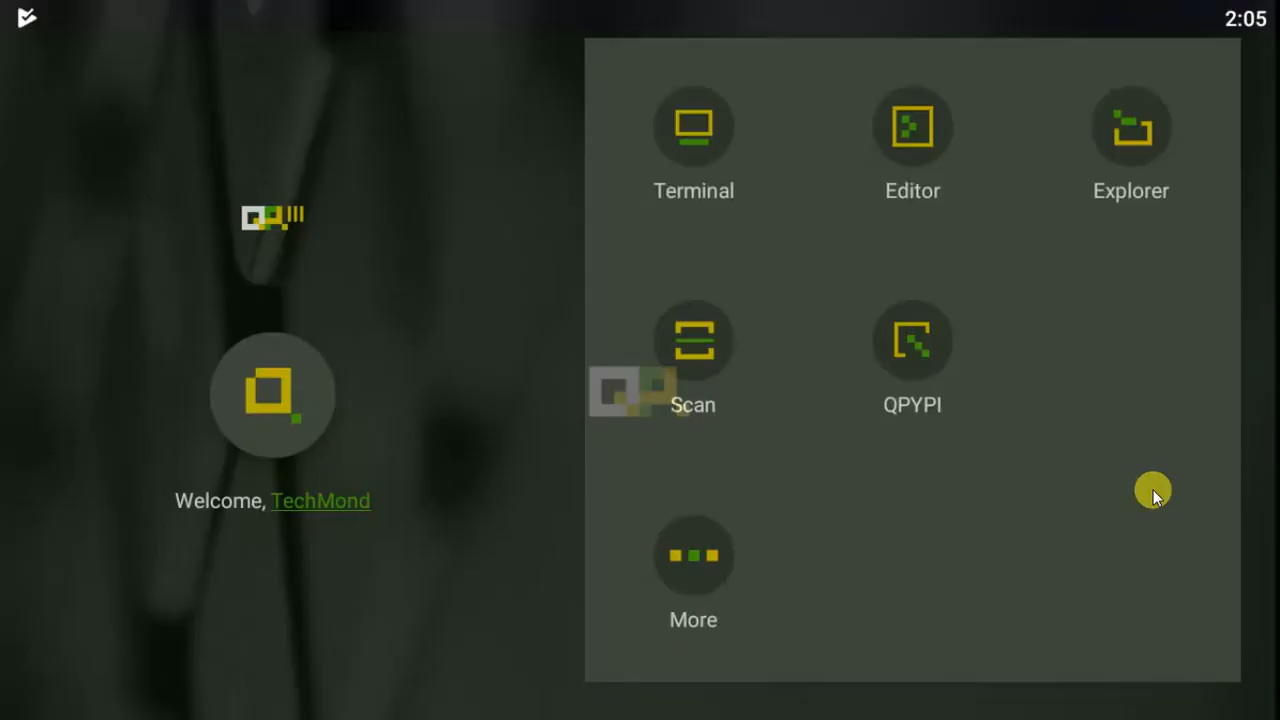 2:05
Terminal
Editor
Explorer
Scan
QPYPI
Welcome, TechMond
More